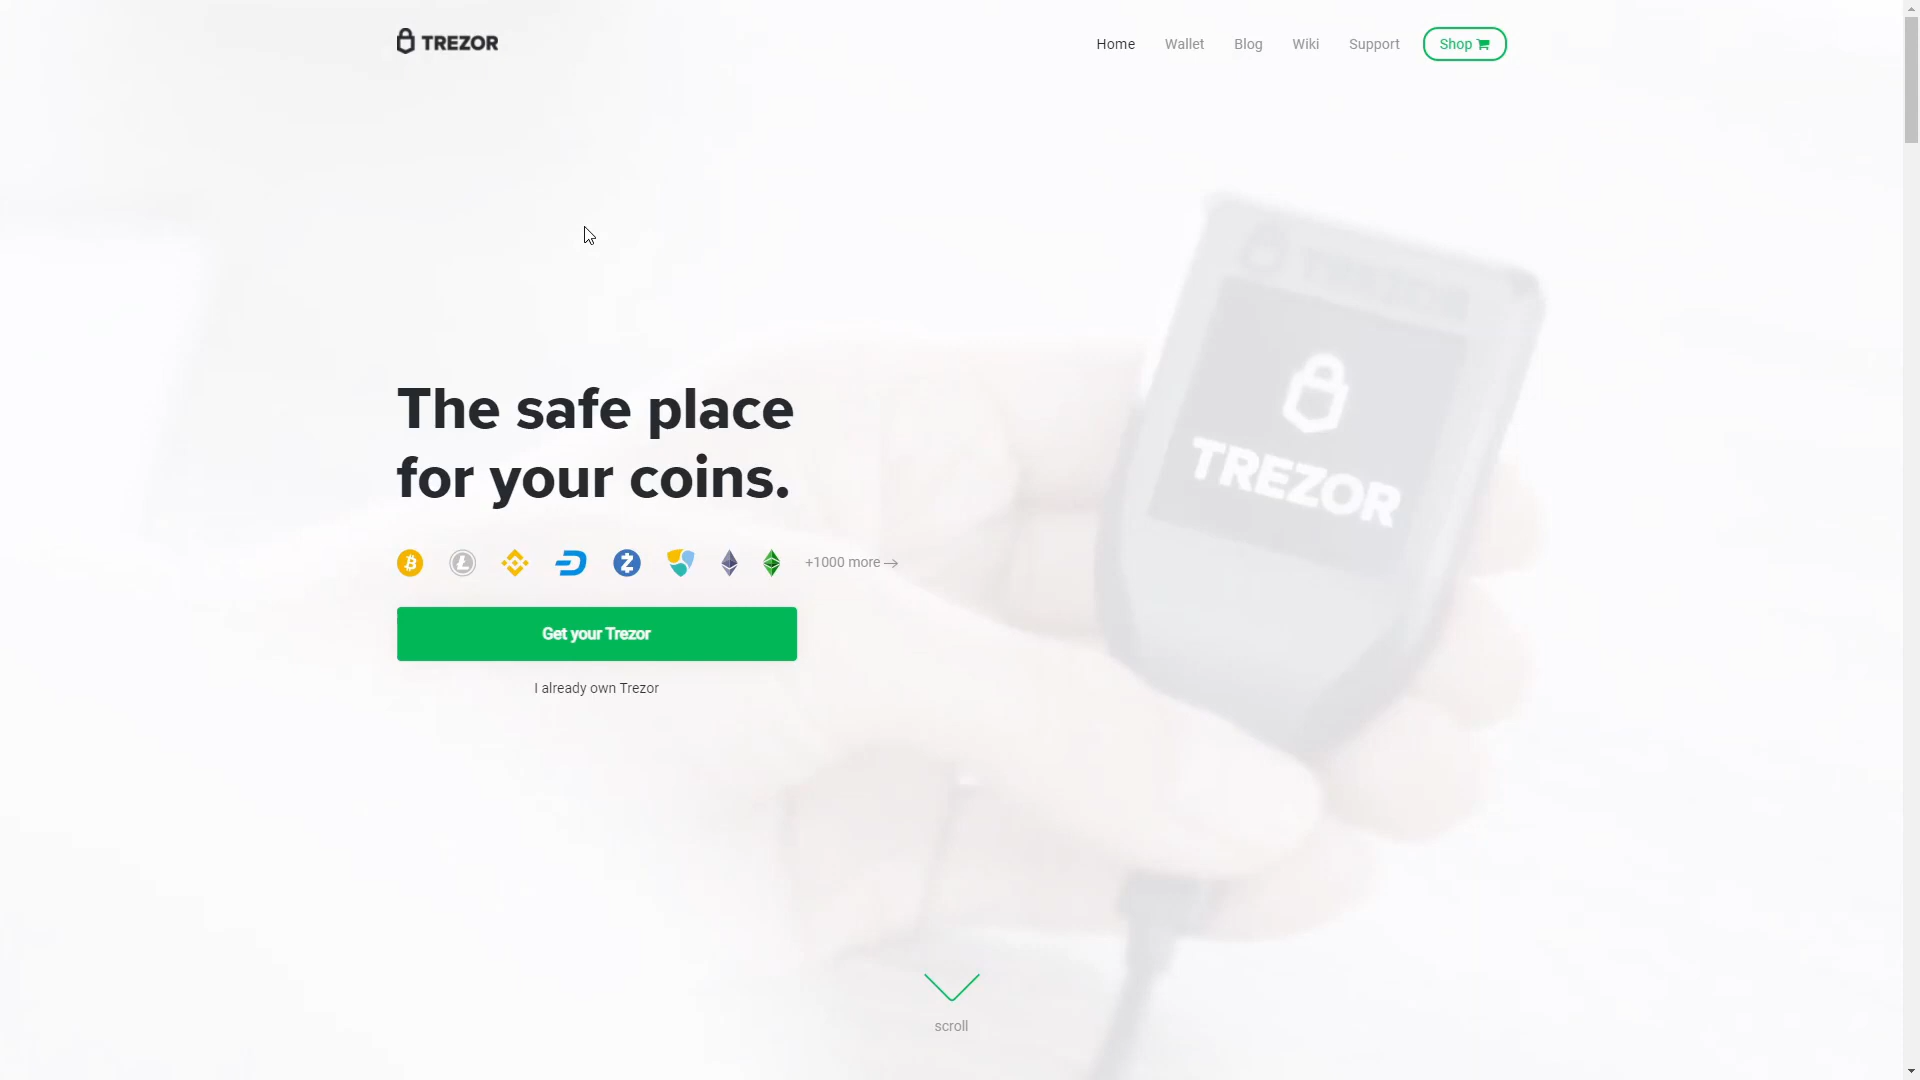 TREZOR
Home Wallet Blog Wiki Support Shop
TREZOR
TREZOR
The safe place
for your coins.
+1000 more
Get your Trezor
I already own Trezor
scroll